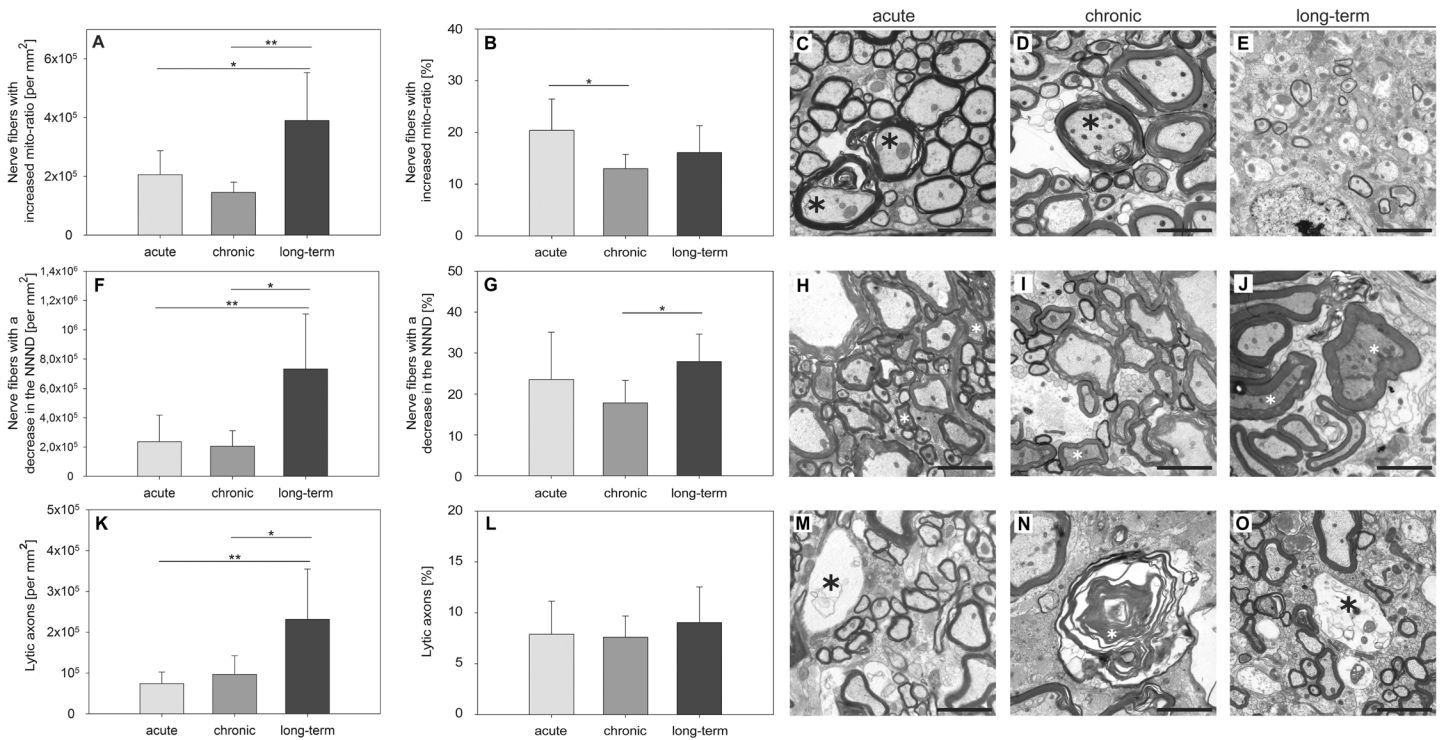 acute chronic long-term
A
Nerve fibers with
increased mito-ratio [per mm²]
6x10⁵
4x10⁵
2x10⁵
0
**
*
acute chronic long-term
B
Nerve fibers with
increased mito-ratio [%]
40
30
20
10
0
*
acute chronic long-term
C
*
*
D
*
E
F
Nerve fibers with a
decrease in the NNND [per mm²]
1,4x10⁶
1,2x10⁶
10⁶
8,0x10⁵
6,0x10⁵
4,0x10⁵
2,0x10⁵
0
*
**
acute chronic long-term
G
Nerve fibers with a
decrease in the NNND [%]
50
40
30
20
10
0
*
acute chronic long-term
H
*
*
I
*
J
*
*
K
Lytic axons [per mm²]
5x10⁵
4x10⁵
3x10⁵
2x10⁵
10⁵
0
*
**
acute chronic long-term
L
Lytic axons [%]
20
15
10
5
0
acute chronic long-term
M
*
N
*
O
*